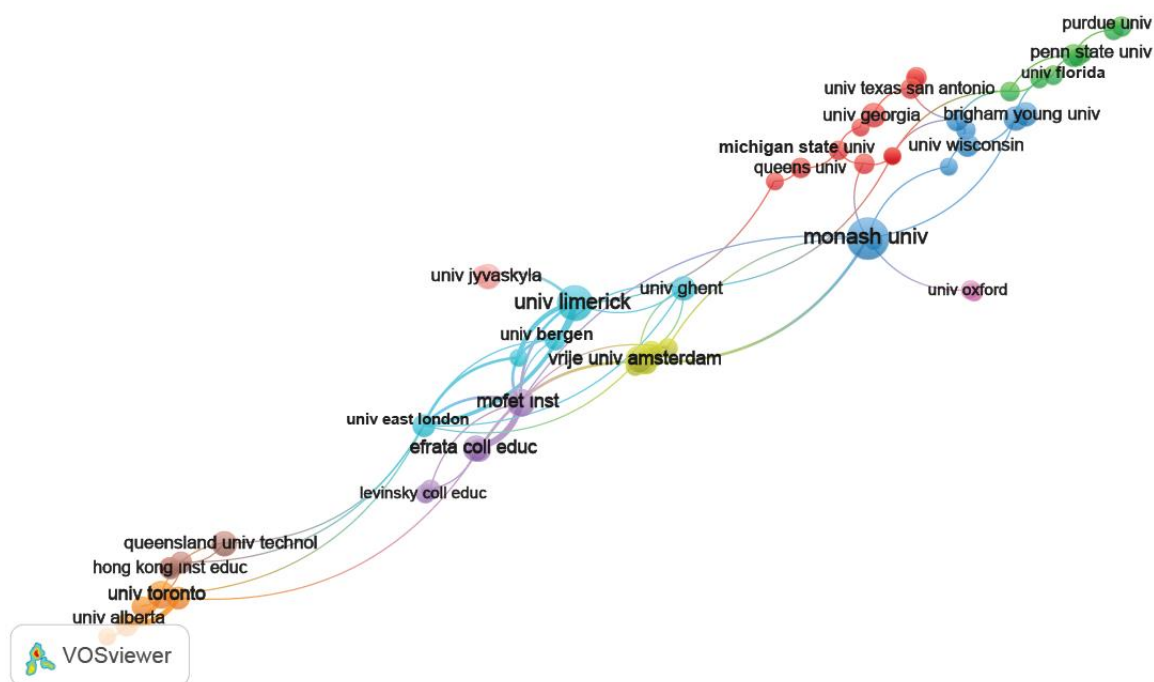 purdue univ
penn state univ
univ florida
univ texas san antonio
univ georgia
brigham young univ
michigan state univ
univ wisconsin
queens univ
monash univ
univ jyvaskyla
univ ghent
univ oxford
univ limerick
univ bergen
vrije univ amsterdam
mofet ınst
univ east london
efrata coll educ
levinsky coll educ
queensland univ technol
hong kong ınst educ
univ toronto
univ alberta
VOSviewer